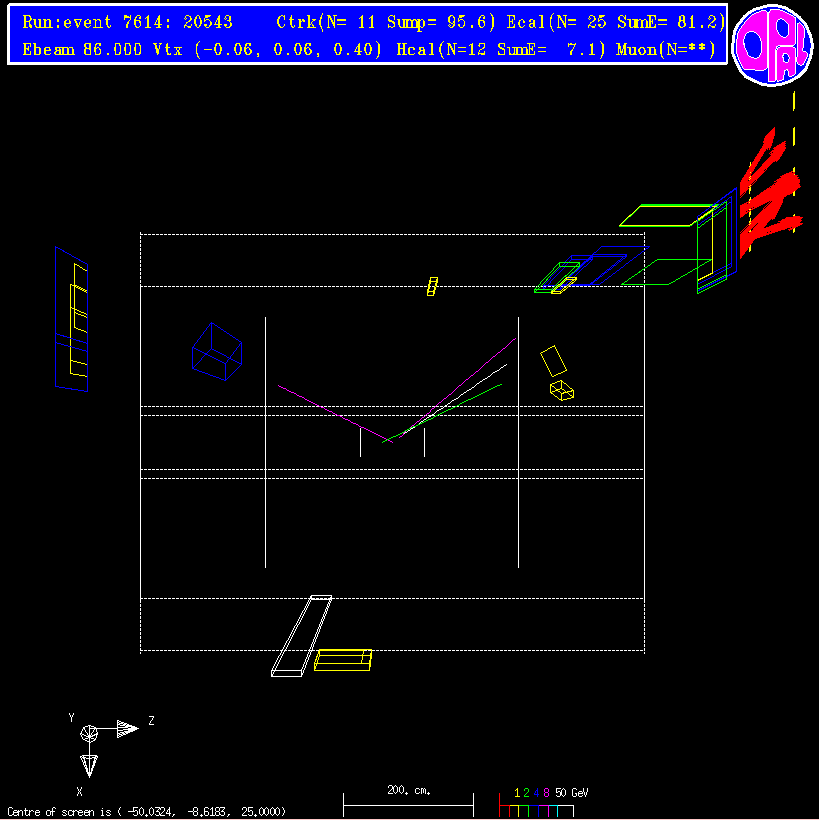 Run:event 7614: 20543 Ctrk(N= 11 Sump= 95.6) Ecal(N= 25 SumE= 81.2)
Ebeam 86.000 Vtx (-0.06, 0.06, 0.40) Hcal(N=12 SumE= 7.1) Muon(N=**)
OPAL
Y
Z
X
200. cm.
1 2 4 8 50 GeV
Centre of screen is ( -50.0324, -8.6183, 25.0000)